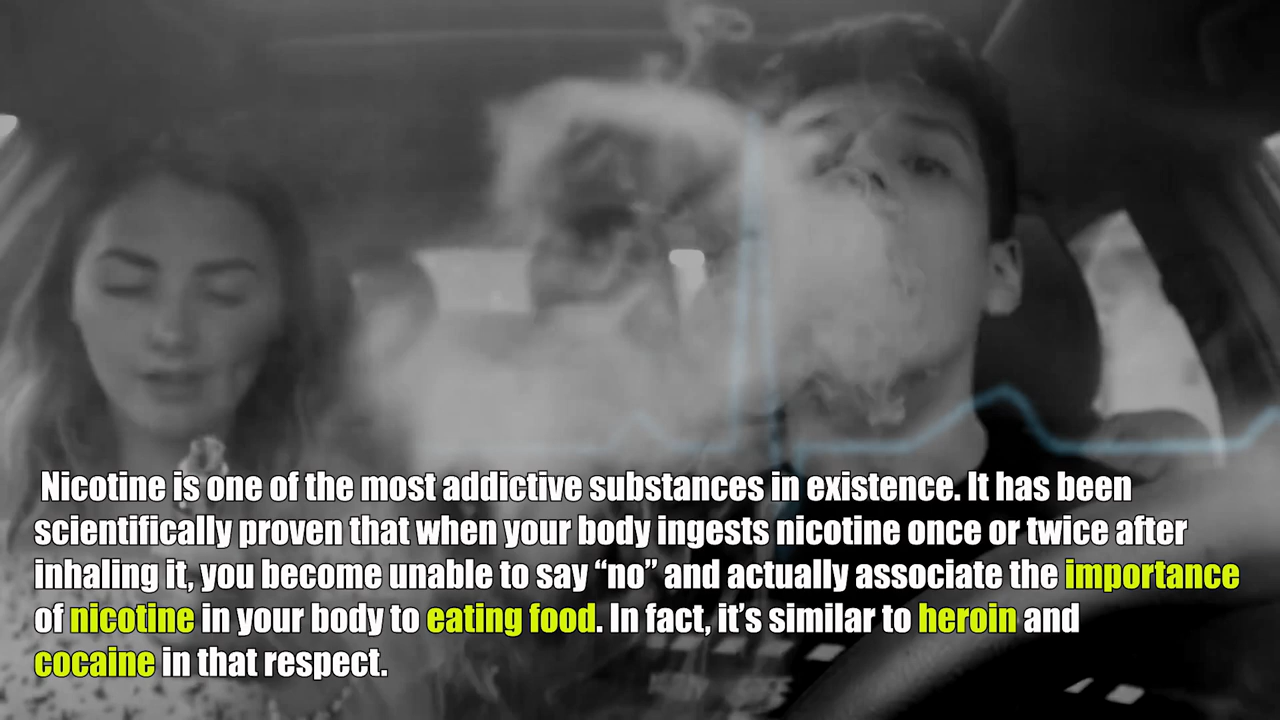 Nicotine is one of the most addictive substances in existence. It has been
scientifically proven that when your body ingests nicotine once or twice after
inhaling it, you become unable to say “no” and actually associate the importance
of nicotine in your body to eating food. In fact, it’s similar to heroin and
cocaine in that respect.